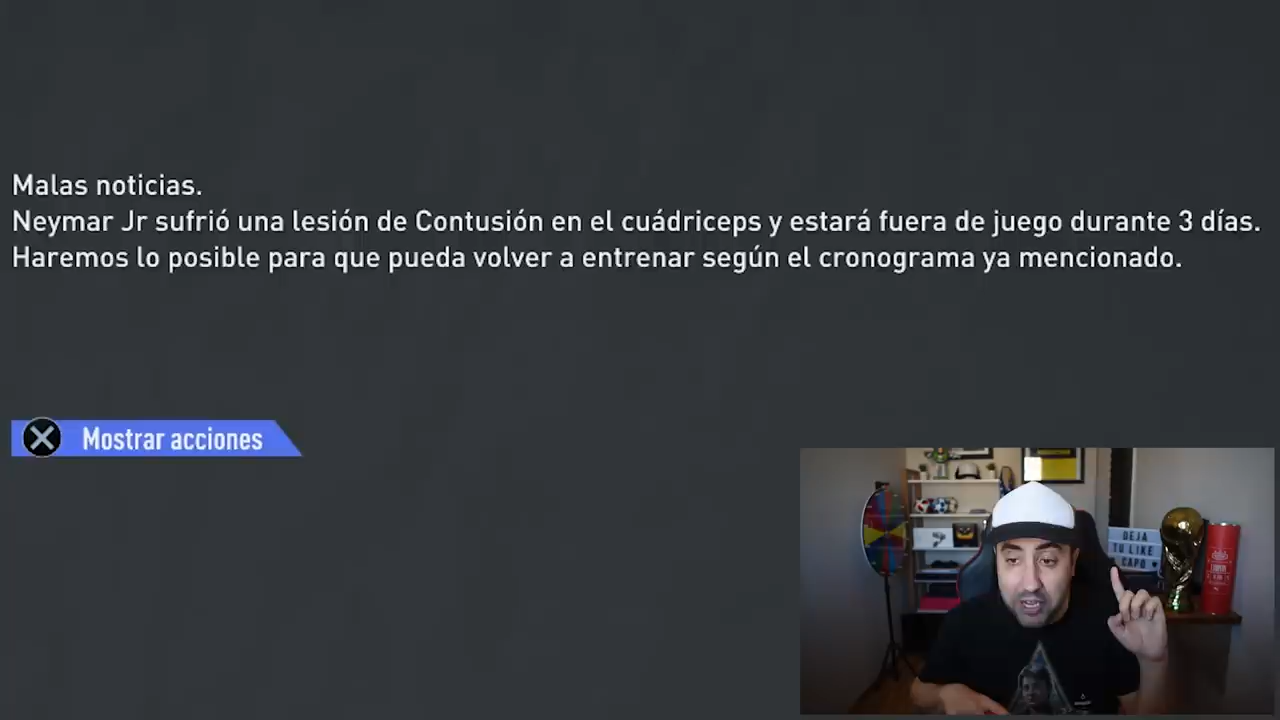 Malas noticias.
Neymar Jr sufrió una lesión de Contusión en el cuádriceps y estará fuera de juego durante 3 días.
Haremos lo posible para que pueda volver a entrenar según el cronograma ya mencionado.
Mostrar acciones
DEJA
TU LIKE
CAPO